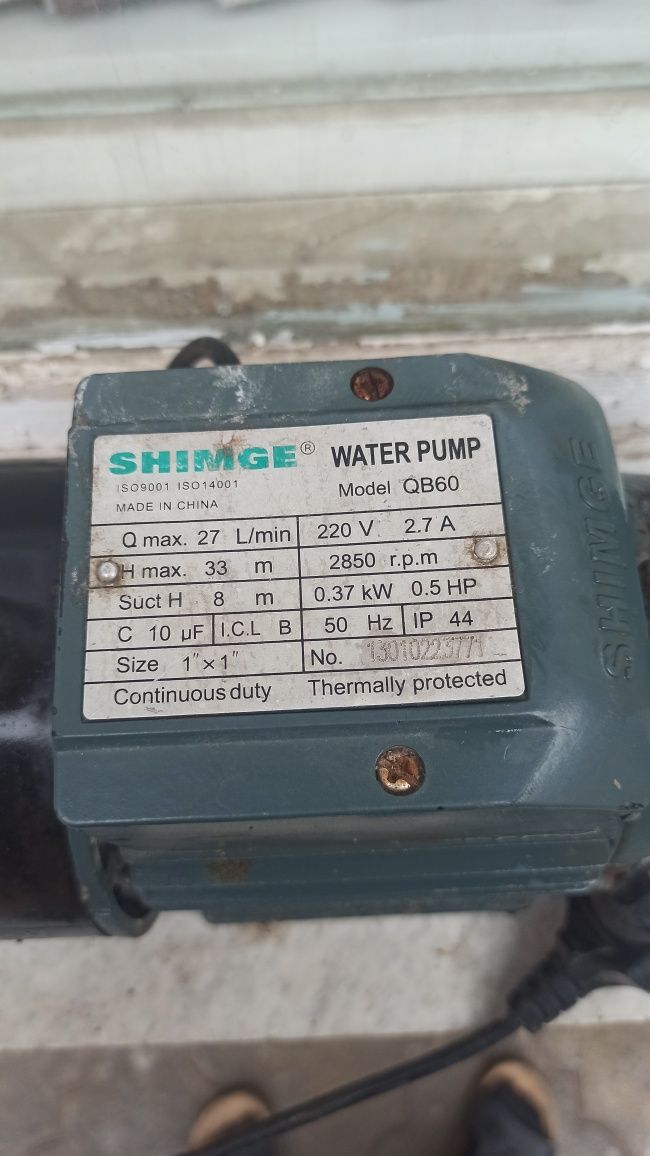 SHIMGE® WATER PUMP
ISO9001 ISO14001 Model QB60
MADE IN CHINA
Q max. 27 L/min 220 V 2.7 A
H max. 33 m 2850 r.p.m
Suct H 8 m 0.37 kW 0.5 HP
C 10 µF I.C.L B 50 Hz IP 44
Size 1"×1" No. 13010223771
Continuous duty Thermally protected
SHIMGE